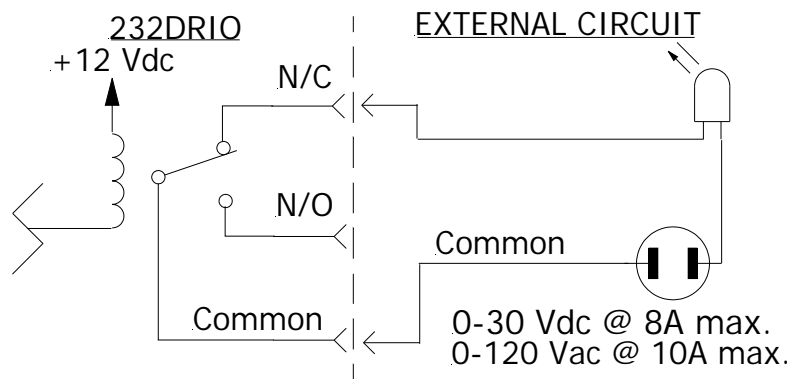 232DRIO
+12 Vdc
N/C
N/O
Common
EXTERNAL CIRCUIT
Common
0-30 Vdc @ 8A max.
0-120 Vac @ 10A max.